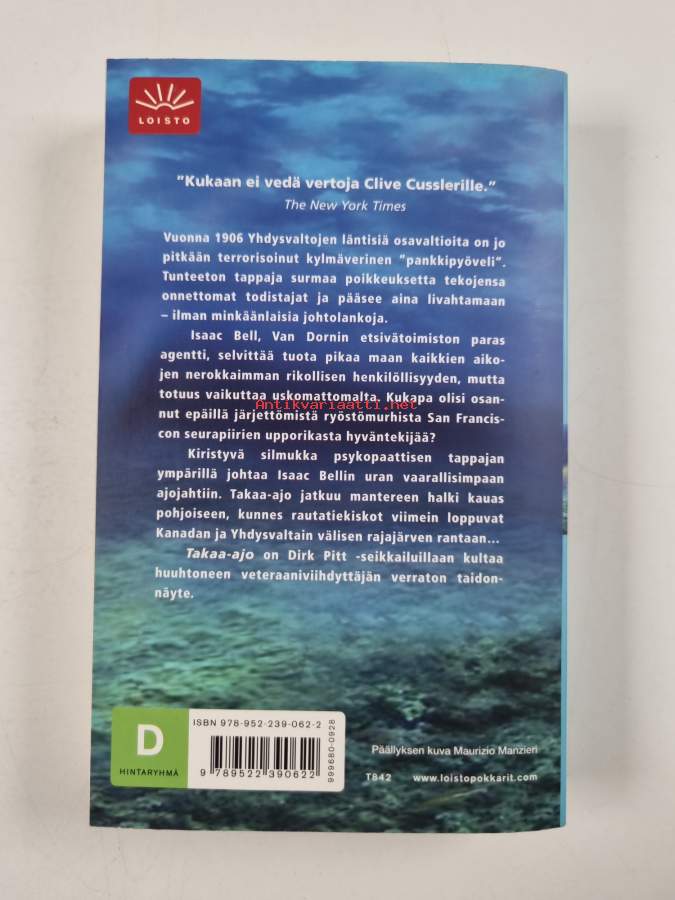 LOISTO
"Kukaan ei vedä vertoja Clive Cusslerille."
The New York Times
Vuonna 1906 Yhdysvaltojen läntisiä osavaltioita on jo
pitkään terrorisoinut kylmäverinen "pankkipyöveli".
Tunteeton tappaja surmaa poikkeuksetta tekojensa
onnettomat todistajat ja pääsee aina livahtamaan
– ilman minkäänlaisia johtolankoja.
Isaac Bell, Van Dornin etsivätoimiston paras
agentti, selvittää tuota pikaa maan kaikkien aiko-
jen nerokkaimman rikollisen henkilöllisyyden, mutta
totuus vaikuttaa uskomattomalta. Kukapa olisi osan-
Antikvariaatti.net
nut epäillä järjettömistä ryöstömurhista San Francis-
con seurapiirien upporikasta hyväntekijää?
Kiristyvä silmukka psykopaattisen tappajan
ympärillä johtaa Isaac Bellin uran vaarallisimpaan
ajojahtiin. Takaa-ajo jatkuu mantereen halki kauas
pohjoiseen, kunnes rautatiekiskot viimein loppuvat
Kanadan ja Yhdysvaltain välisen rajajärven rantaan...
Takaa-ajo on Dirk Pitt -seikkailuillaan kultaa
huuhtoneen veteraaniviihdyttäjän verraton taidon-
näyte.
D
HINTARYHMÄ
ISBN 978-952-239-062-2
9 789522 390622
999680-0928
Päällyksen kuva Maurizio Manzieri
T842 www.loistopokkarit.com